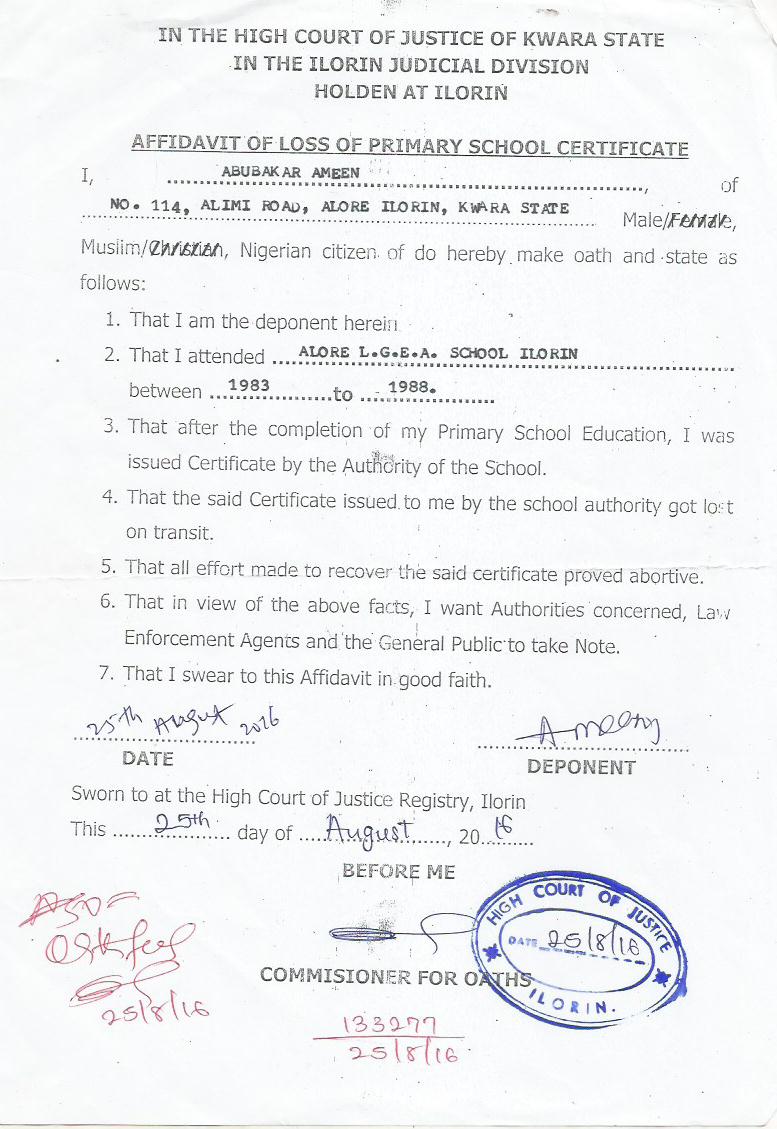 IN THE HIGH COURT OF JUSTICE OF KWARA STATE
IN THE ILORIN JUDICIAL DIVISION
HOLDEN AT ILORIN
AFFIDAVIT OF LOSS OF PRIMARY SCHOOL CERTIFICATE
I, ABUBAKAR AMEEN, of
NO. 114, ALIMI ROAD, ALORE ILORIN, KWARA STATE Male/Female,
Muslim/Christian, Nigerian citizen of do hereby make oath and state as
follows:
1. That I am the deponent herein
2. That I attended ALORE L.G.E.A. SCHOOL ILORIN
between 1983 to 1988.
3. That after the completion of my Primary School Education, I was
issued Certificate by the Authority of the School.
4. That the said Certificate issued to me by the school authority got lost
on transit.
5. That all effort made to recover the said certificate proved abortive.
6. That in view of the above facts, I want Authorities concerned, Law
Enforcement Agents and the General Public to take Note.
7. That I swear to this Affidavit in good faith.
25th August 2016
DATE
DEPONENT
Sworn to at the High Court of Justice Registry, Ilorin
This 25th day of August, 2016
BEFORE ME
HIGH COURT OF JUSTICE
DATE 25/8/16
ILORIN.
COMMISIONER FOR OATHS
25/8/16
133277
25/8/16